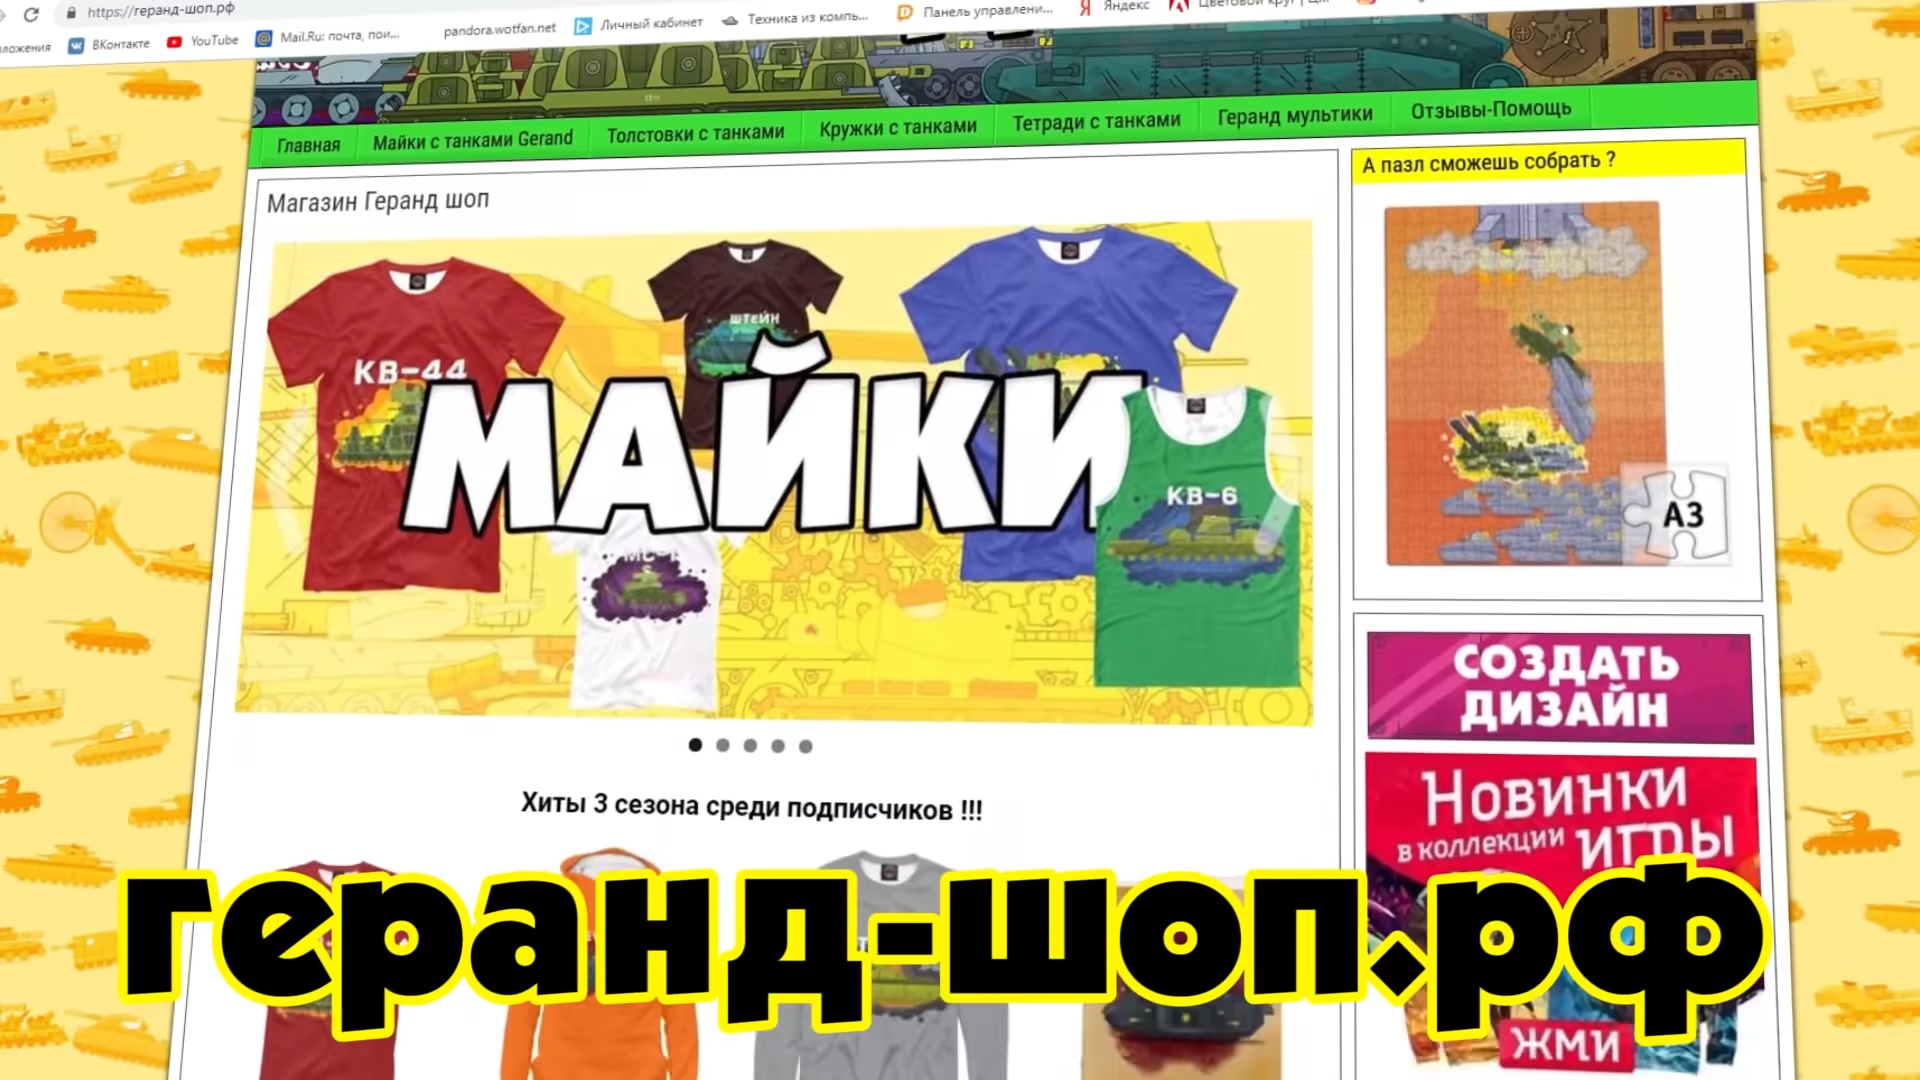 https://геранд-шоп.рф
ВКонтакте
YouTube
Mail.Ru: почта, пои...
pandora.wotfan.net
Личный кабинет
Техника из компь...
Панель управлени...
Яндекс
Главная
Майки с танками Gerand
Толстовки с танками
Кружки с танками
Тетради с танками
Геранд мультики
Отзывы-Помощь
Магазин Геранд шоп
А пазл сможешь собрать ?
КВ-44
ШТЕЙН
МАЙКИ
КВ-6
А3
СОЗДАТЬ
ДИЗАЙН
Хиты 3 сезона среди подписчиков !!!
Новинки
в коллекции ИГРЫ
геранд-шоп.рф
ЖМИ